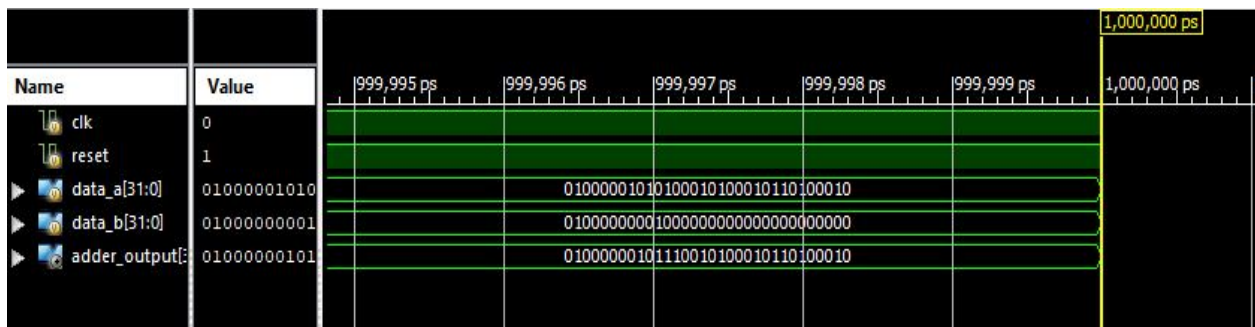 1,000,000 ps
Name Value 999,995 ps 999,996 ps 999,997 ps 999,998 ps 999,999 ps 1,000,000 ps
clk 0
reset 1
data_a[31:0] 01000001010 01000001010100010100010110100010
data_b[31:0] 01000000001 01000000001000000000000000000000
adder_output[3 01000000101 01000000101110010100010110100010